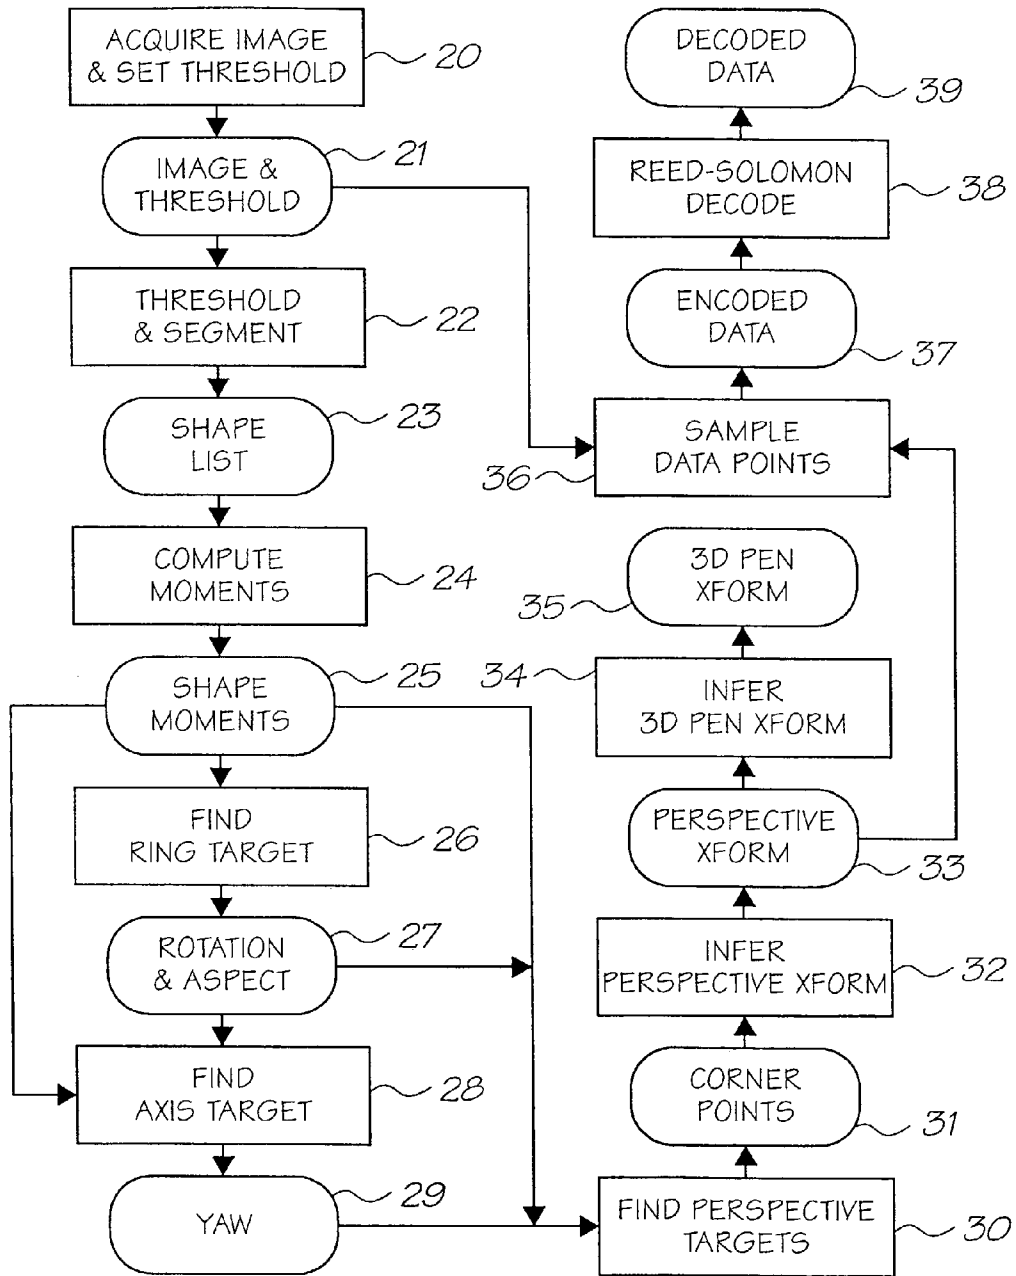 ACQUIRE IMAGE
& SET THRESHOLD
20
IMAGE &
THRESHOLD
21
THRESHOLD
& SEGMENT
22
SHAPE
LIST
23
COMPUTE
MOMENTS
24
SHAPE
MOMENTS
25
FIND
RING TARGET
26
ROTATION
& ASPECT
27
FIND
AXIS TARGET
28
YAW
29
DECODED
DATA
39
REED-SOLOMON
DECODE
38
ENCODED
DATA
37
SAMPLE
DATA POINTS
36
3D PEN
XFORM
35
INFER
3D PEN XFORM
34
PERSPECTIVE
XFORM
33
INFER
PERSPECTIVE XFORM
32
CORNER
POINTS
31
FIND PERSPECTIVE
TARGETS
30